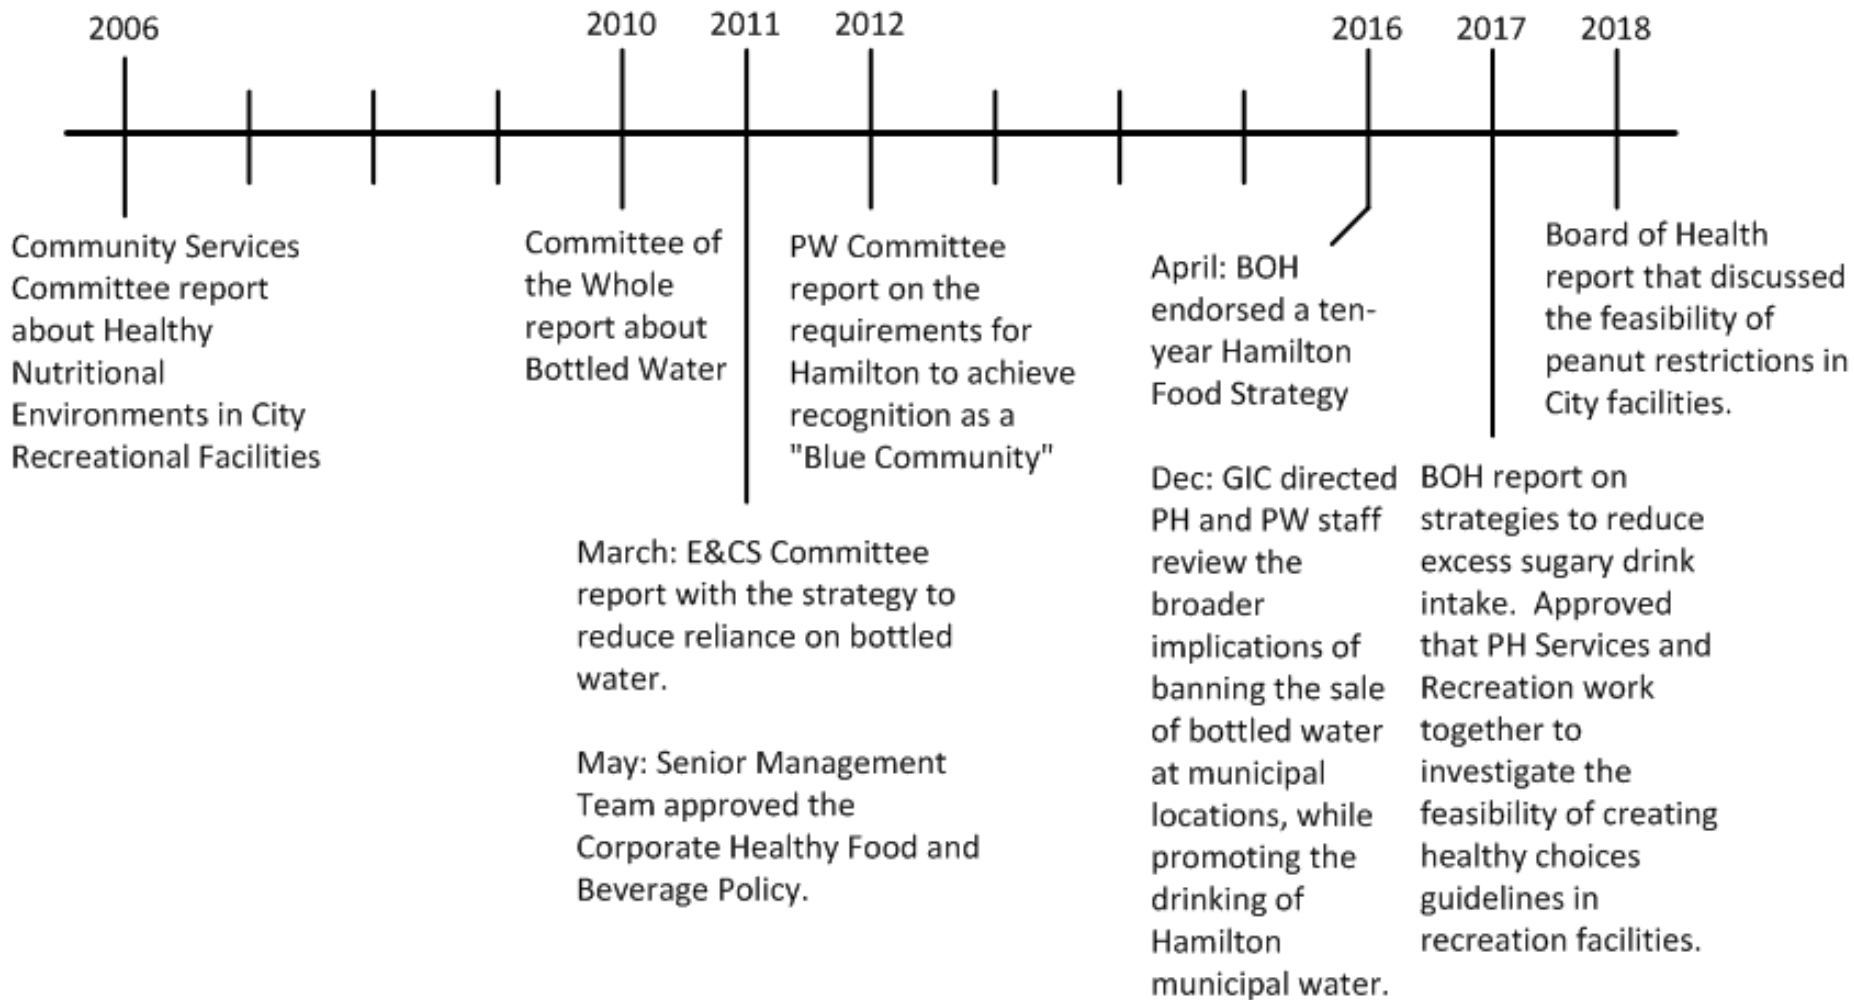 2006
2010
2011
2012
2016
2017
2018
Community Services
Committee report
about Healthy
Nutritional
Environments in City
Recreational Facilities
Committee of
the Whole
report about
Bottled Water
March: E&CS Committee
report with the strategy to
reduce reliance on bottled
water.
May: Senior Management
Team approved the
Corporate Healthy Food and
Beverage Policy.
PW Committee
report on the
requirements for
Hamilton to achieve
recognition as a
"Blue Community"
April: BOH
endorsed a ten-
year Hamilton
Food Strategy
Dec: GIC directed
PH and PW staff
review the
broader
implications of
banning the sale
of bottled water
at municipal
locations, while
promoting the
drinking of
Hamilton
municipal water.
BOH report on
strategies to reduce
excess sugary drink
intake.  Approved
that PH Services and
Recreation work
together to
investigate the
feasibility of creating
healthy choices
guidelines in
recreation facilities.
Board of Health
report that discussed
the feasibility of
peanut restrictions in
City facilities.